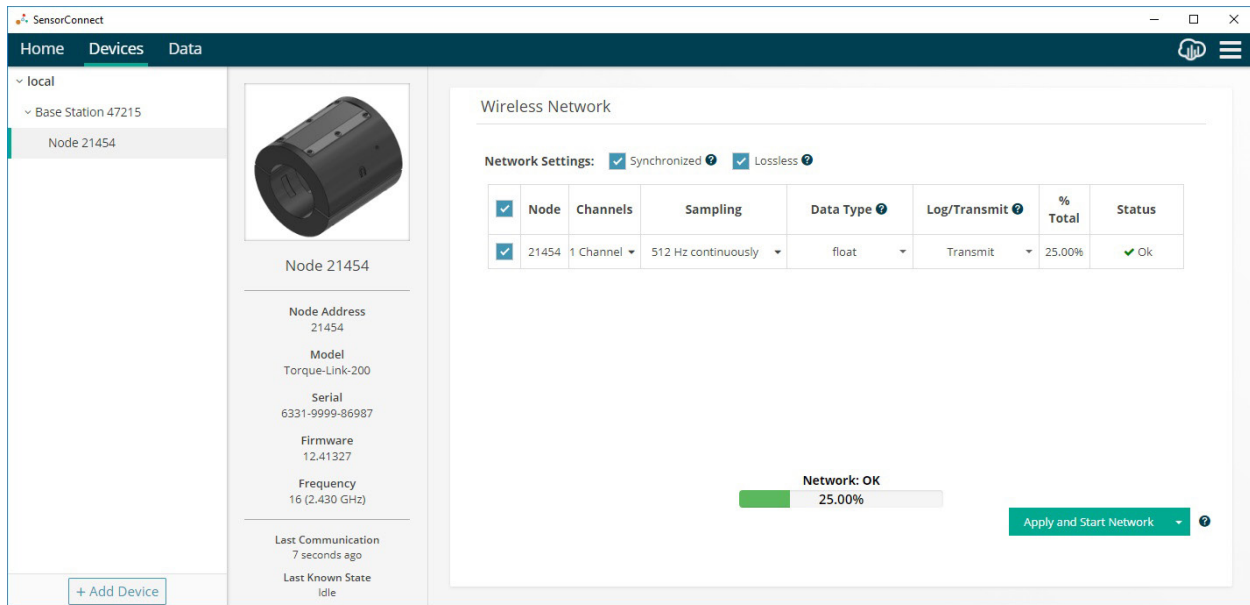 SensorConnect
Home Devices Data
local
Base Station 47215
Node 21454
+ Add Device
Node 21454
Node Address
21454
Model
Torque-Link-200
Serial
6331-9999-86987
Firmware
12.41327
Frequency
16 (2.430 GHz)
Last Communication
7 seconds ago
Last Known State
Idle
Wireless Network
Network Settings: Synchronized ? Lossless ?
Node Channels Sampling Data Type ? Log/Transmit ? % Total Status
21454 1 Channel 512 Hz continuously float Transmit 25.00% Ok
Network: OK
25.00%
Apply and Start Network ?